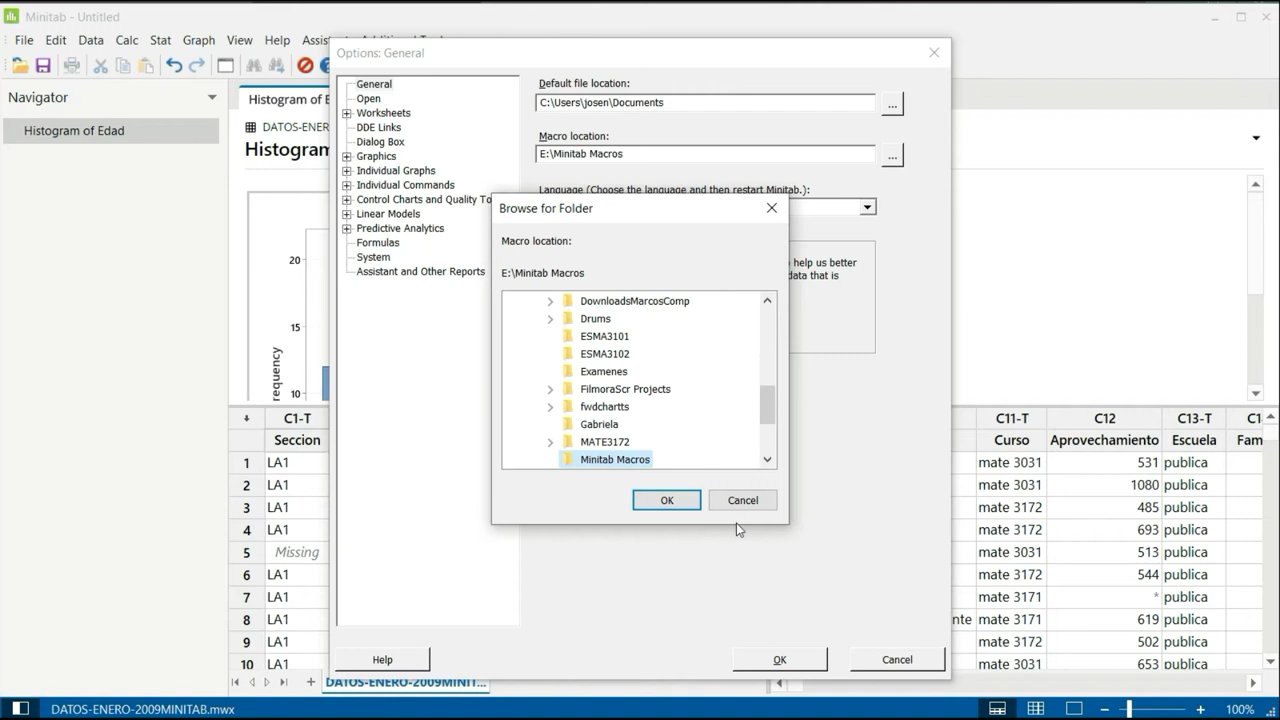 Minitab - Untitled
File Edit Data Calc Stat Graph View Help
Navigator
Histogram of Edad
Options: General
General
Open
Worksheets
DDE Links
Dialog Box
Graphics
Individual Graphs
Individual Commands
Control Charts and Quality To
Linear Models
Predictive Analytics
Formulas
System
Assistant and Other Reports
Default file location:
C:\Users\josen\Documents
...
Macro location:
E:\Minitab Macros
...
Language (Choose the language and then restart Minitab.):
help us better
data that is
Browse for Folder
Macro location:
E:\Minitab Macros
DownloadsMarcosComp
Drums
ESMA3101
ESMA3102
Examenes
FilmoraScr Projects
fwdchartts
Gabriela
MATE3172
Minitab Macros
OK Cancel
Help OK Cancel
Histogram of E
DATOS-ENER
Histogram
20
15
10
requency
C1-T C11-T C12 C13-T C1
Seccion Curso Aprovechamiento Escuela Fam
1 LA1 mate 3031 531 publica
2 LA1 mate 3031 1080 publica
3 LA1 mate 3172 485 publica
4 LA1 mate 3172 693 publica
5 Missing mate 3031 513 publica
6 LA1 mate 3172 544 publica
7 LA1 mate 3171 * publica
8 LA1 nte mate 3171 619 publica
9 LA1 mate 3172 502 publica
10 LA1 mate 3031 653 publica
DATOS-ENERO-2009MINIT...
DATOS-ENERO-2009MINITAB.mwx
100%